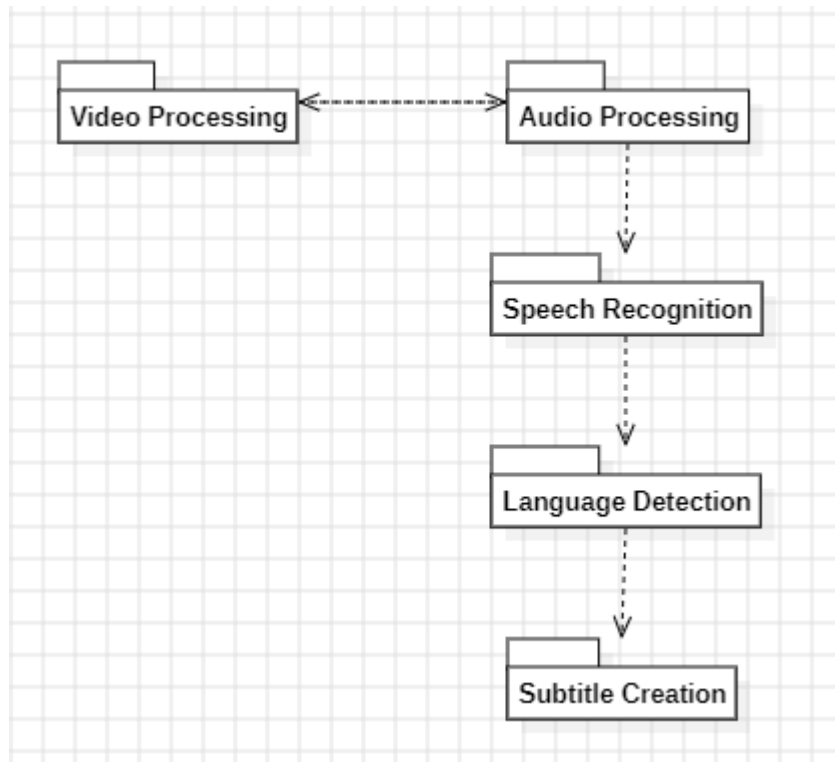 Video Processing
Audio Processing
Speech Recognition
Language Detection
Subtitle Creation